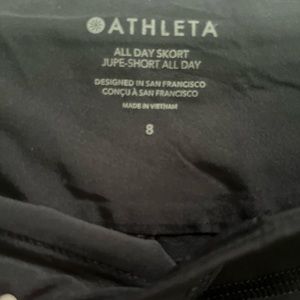 ATHLETA
ALL DAY SKORT
JUPE-SHORT ALL DAY
DESIGNED IN SAN FRANCISCO
CONÇU À SAN FRANCISCO
MADE IN VIETNAM
8